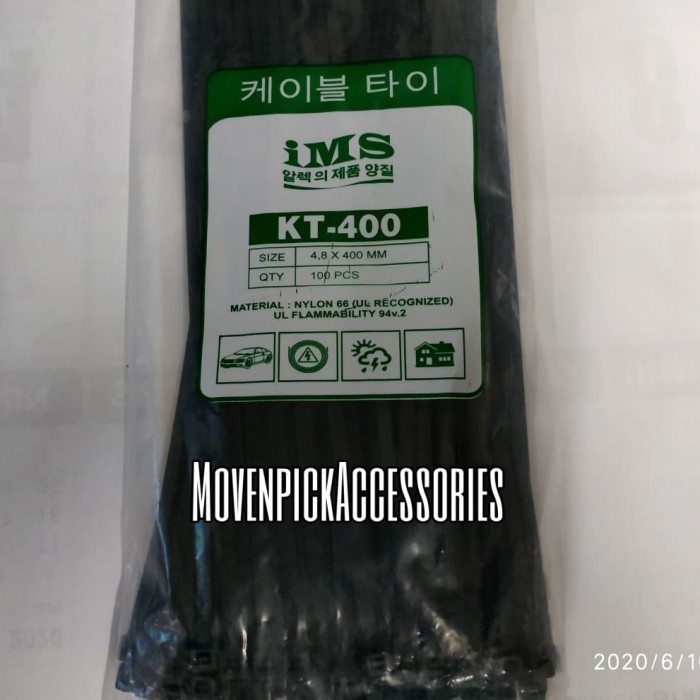 케이블 타이
iMS
알렉의 제품 양질
KT-400
SIZE 4,8 X 400 MM
QTY 100 PCS
MATERIAL : NYLON 66 (UL RECOGNIZED)
UL FLAMMABILITY 94v.2
MOVENPICKACCESSORIES
2020/6/10